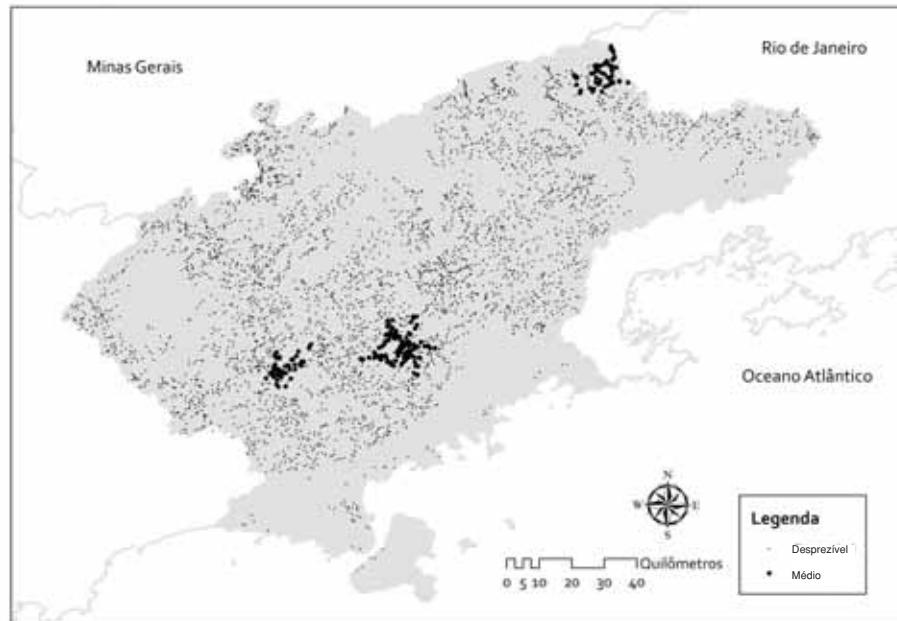 Minas Gerais
Rio de Janeiro
Oceano Atlântico
N
W E
S
Legenda
Desprezível
Médio
Quilômetros
0 5 10 20 30 40